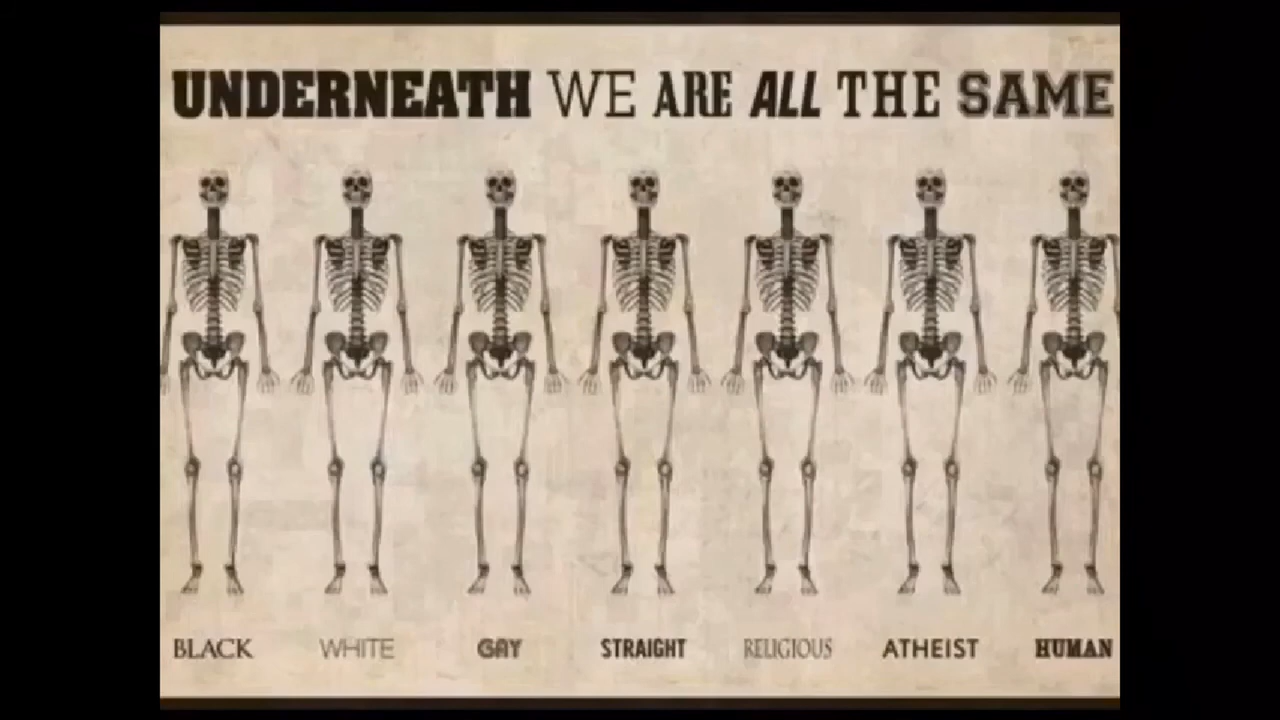 UNDERNEATH WE ARE ALL THE SAME
BLACK WHITE GAY STRAIGHT RELIGIOUS ATHEIST HUMAN